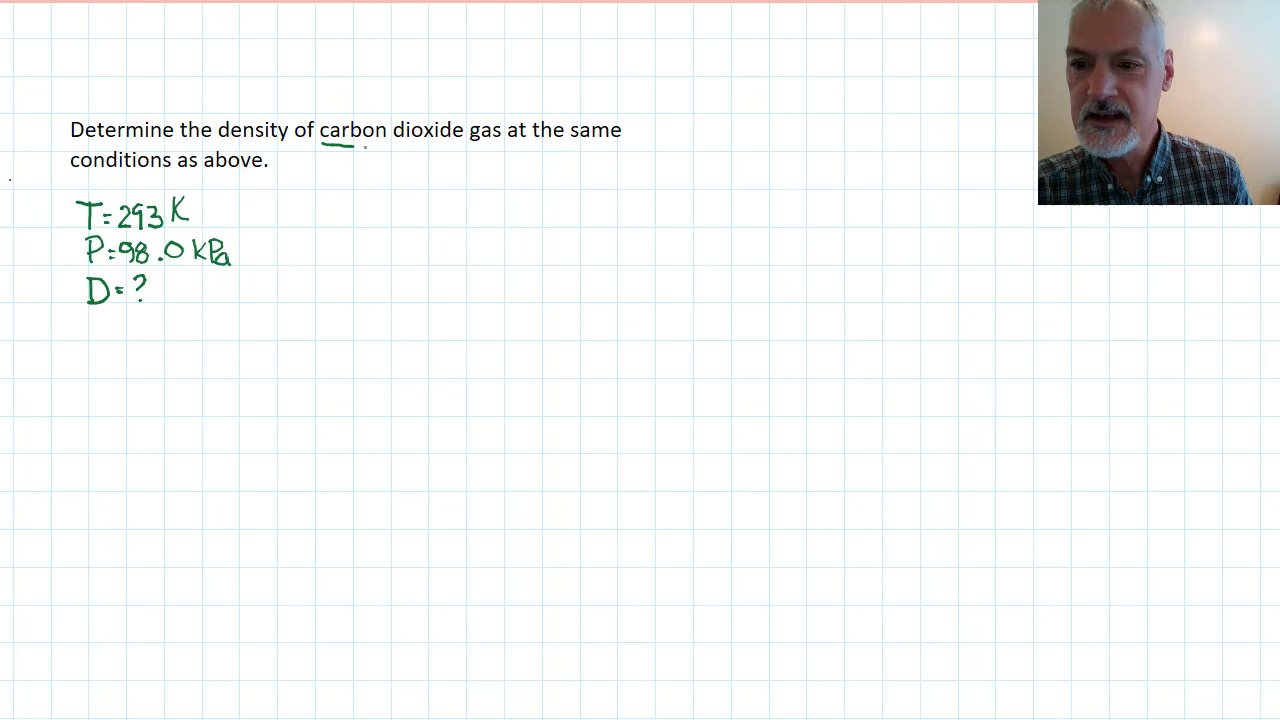 Determine the density of carbon dioxide gas at the same
conditions as above.
T=293 K
P=98.0 kPa
D=?